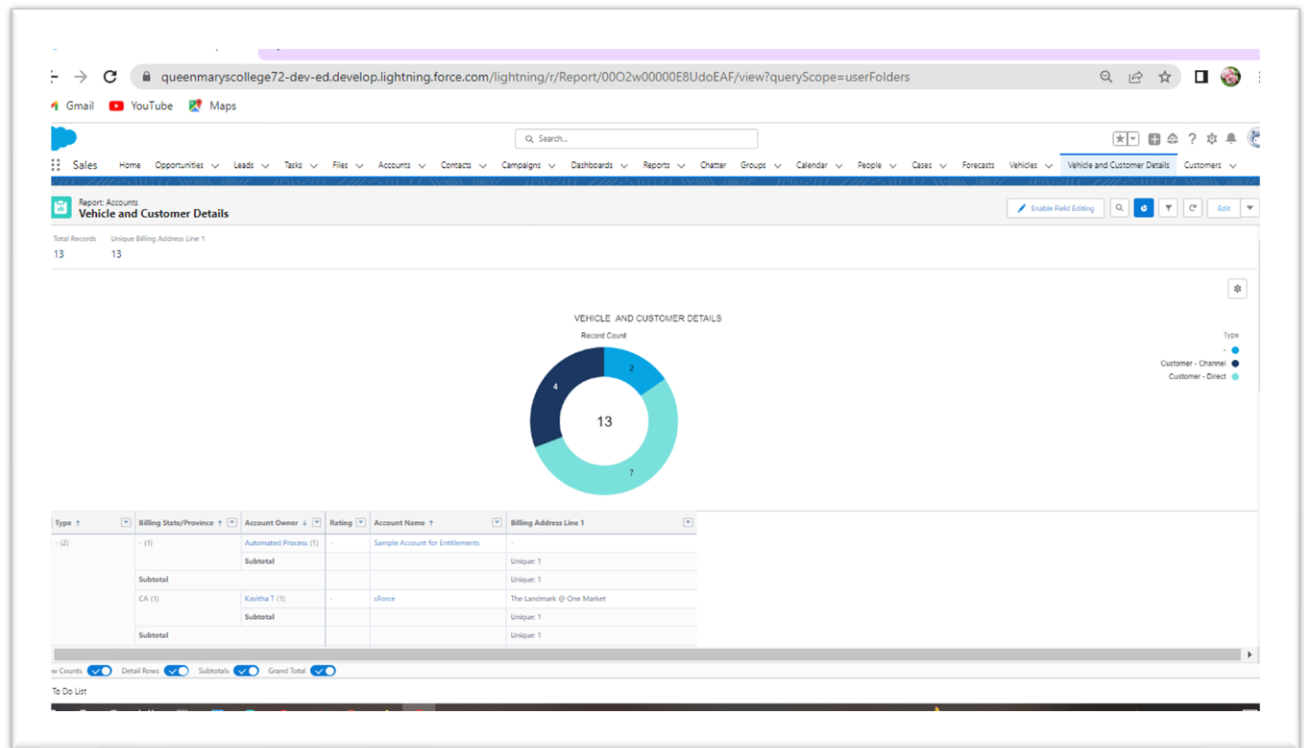 queenmaryscollege72-dev-ed.develop.lightning.force.com/lightning/r/Report/00O2w00000E8UdoEAF/view?queryScope=userFolders
Gmail YouTube Maps
Search...
Sales Home Opportunities Leads Tasks Files Accounts Contacts Campaigns Dashboards Reports Chatter Groups Calendar People Cases Forecasts Vehicles Vehicle and Customer Details Customers
Report: Accounts
Vehicle and Customer Details
Enable Field Editing Edit
Total Records Unique Billing Address Line 1
13 13
VEHICLE AND CUSTOMER DETAILS
Record Count
Type
-
Customer - Channel
Customer - Direct
2
4
13
7
Type ↑ Billing State/Province ↑ Account Owner ↓ Rating Account Name ↑ Billing Address Line 1
- (2) - (1) Automated Process (1) - Sample Account for Entitlements -
Subtotal Unique: 1
Subtotal Unique: 1
CA (1) Kavitha T (1) - sForce The Landmark @ One Market
Subtotal Unique: 1
Subtotal Unique: 1
Counts Detail Rows Subtotals Grand Total
To Do List